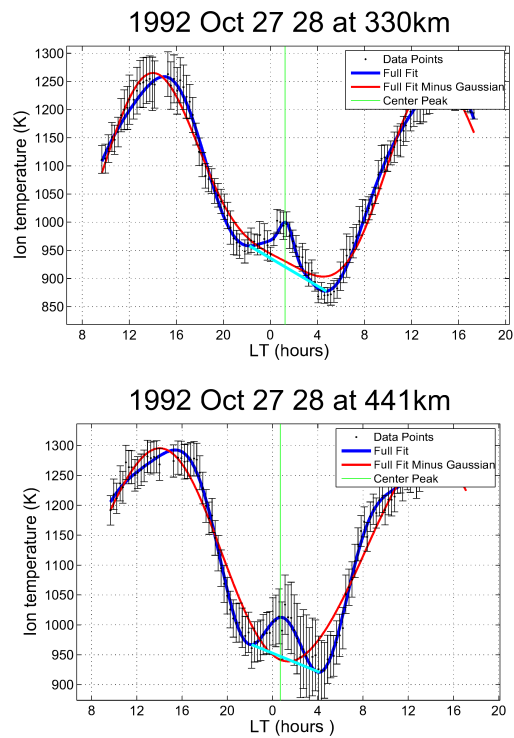 1992 Oct 27 28 at 330km
1300
1250
1200
1150
1100
1050
1000
950
900
850
Ion temperature (K)
Data Points
Full Fit
Full Fit Minus Gaussian
Center Peak
8 12 16 20 0 4 8 12 16 20
LT (hours)
1992 Oct 27 28 at 441km
1300
1250
1200
1150
1100
1050
1000
950
900
Ion temperature (K)
Data Points
Full Fit
Full Fit Minus Gaussian
Center Peak
8 12 16 20 0 4 8 12 16 20
LT (hours )